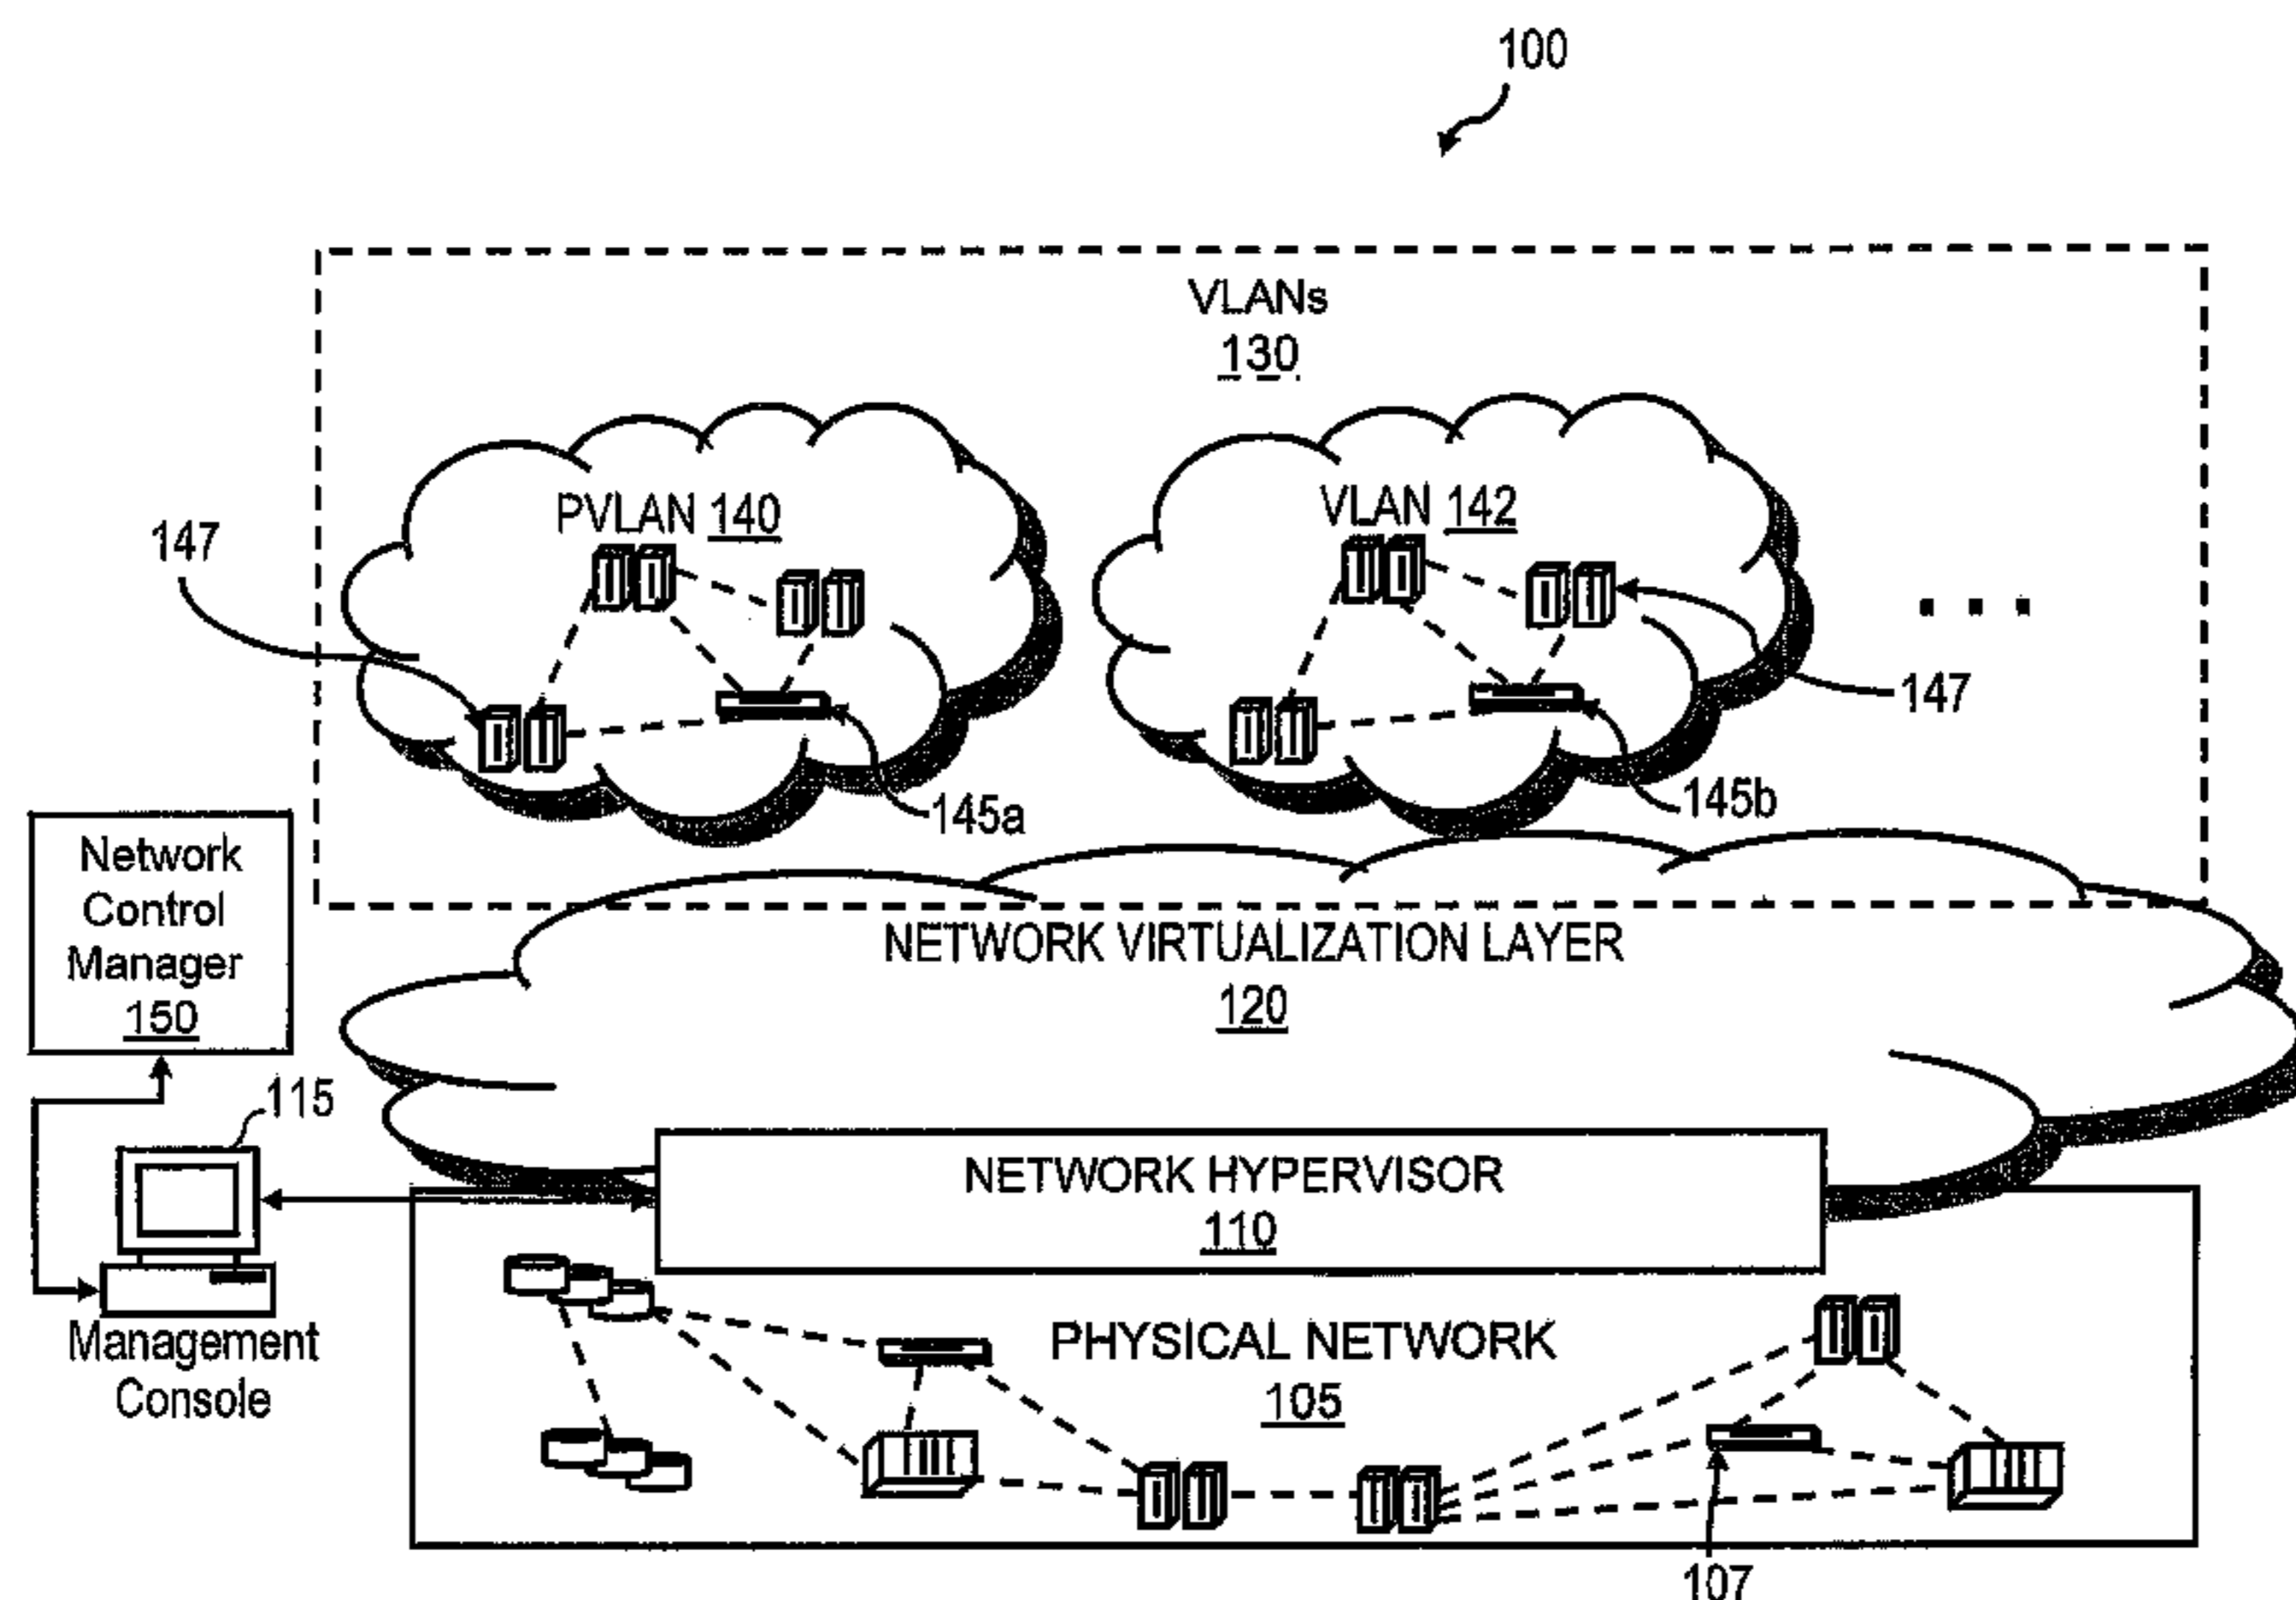 100
VLANs
130
PVLAN 140
VLAN 142
147
147
145a
145b
Network
Control
Manager
150
NETWORK VIRTUALIZATION LAYER
120
115
NETWORK HYPERVISOR
110
Management
Console
PHYSICAL NETWORK
105
107